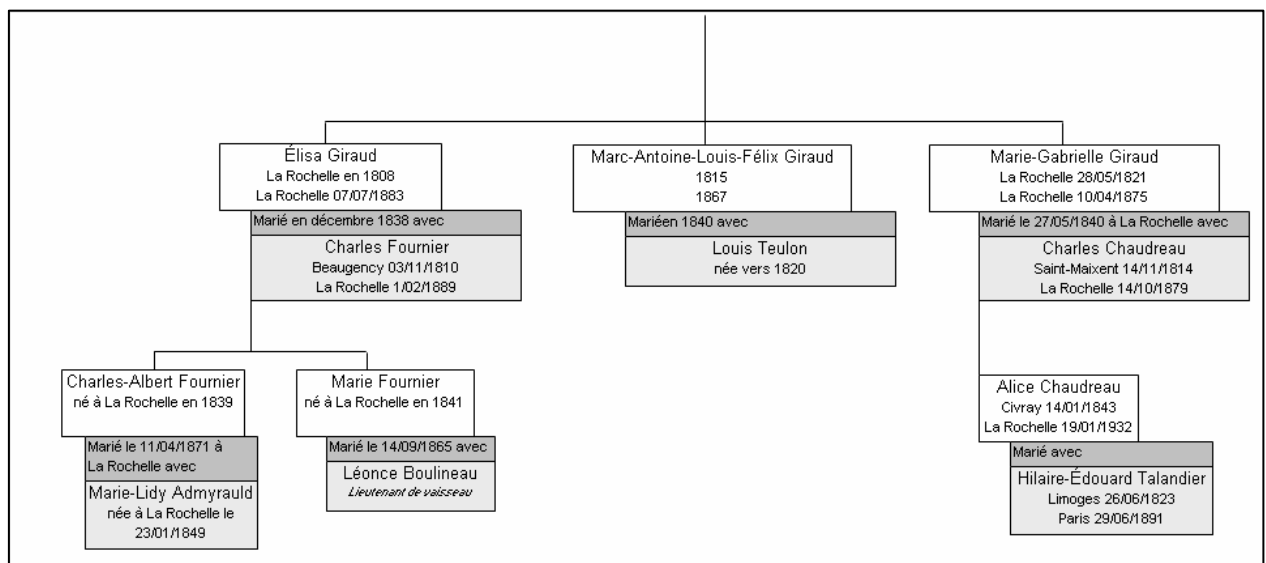 Élisa Giraud
La Rochelle en 1808
La Rochelle 07/07/1883
Marié en décembre 1838 avec
Charles Fournier
Beaugency 03/11/1810
La Rochelle 1/02/1889
Marc-Antoine-Louis-Félix Giraud
1815
1867
Mariéen 1840 avec
Louis Teulon
née vers 1820
Marie-Gabrielle Giraud
La Rochelle 28/05/1821
La Rochelle 10/04/1875
Marié le 27/05/1840 à La Rochelle avec
Charles Chaudreau
Saint-Maixent 14/11/1814
La Rochelle 14/10/1879
Charles-Albert Fournier
né à La Rochelle en 1839
Marié le 11/04/1871 à
La Rochelle avec
Marie-Lidy Admyrauld
née à La Rochelle le
23/01/1849
Marie Fournier
né à La Rochelle en 1841
Marié le 14/09/1865 avec
Léonce Boulineau
Lieutenant de vaisseau
Alice Chaudreau
Civray 14/01/1843
La Rochelle 19/01/1932
Marié avec
Hilaire-Édouard Talandier
Limoges 26/06/1823
Paris 29/06/1891